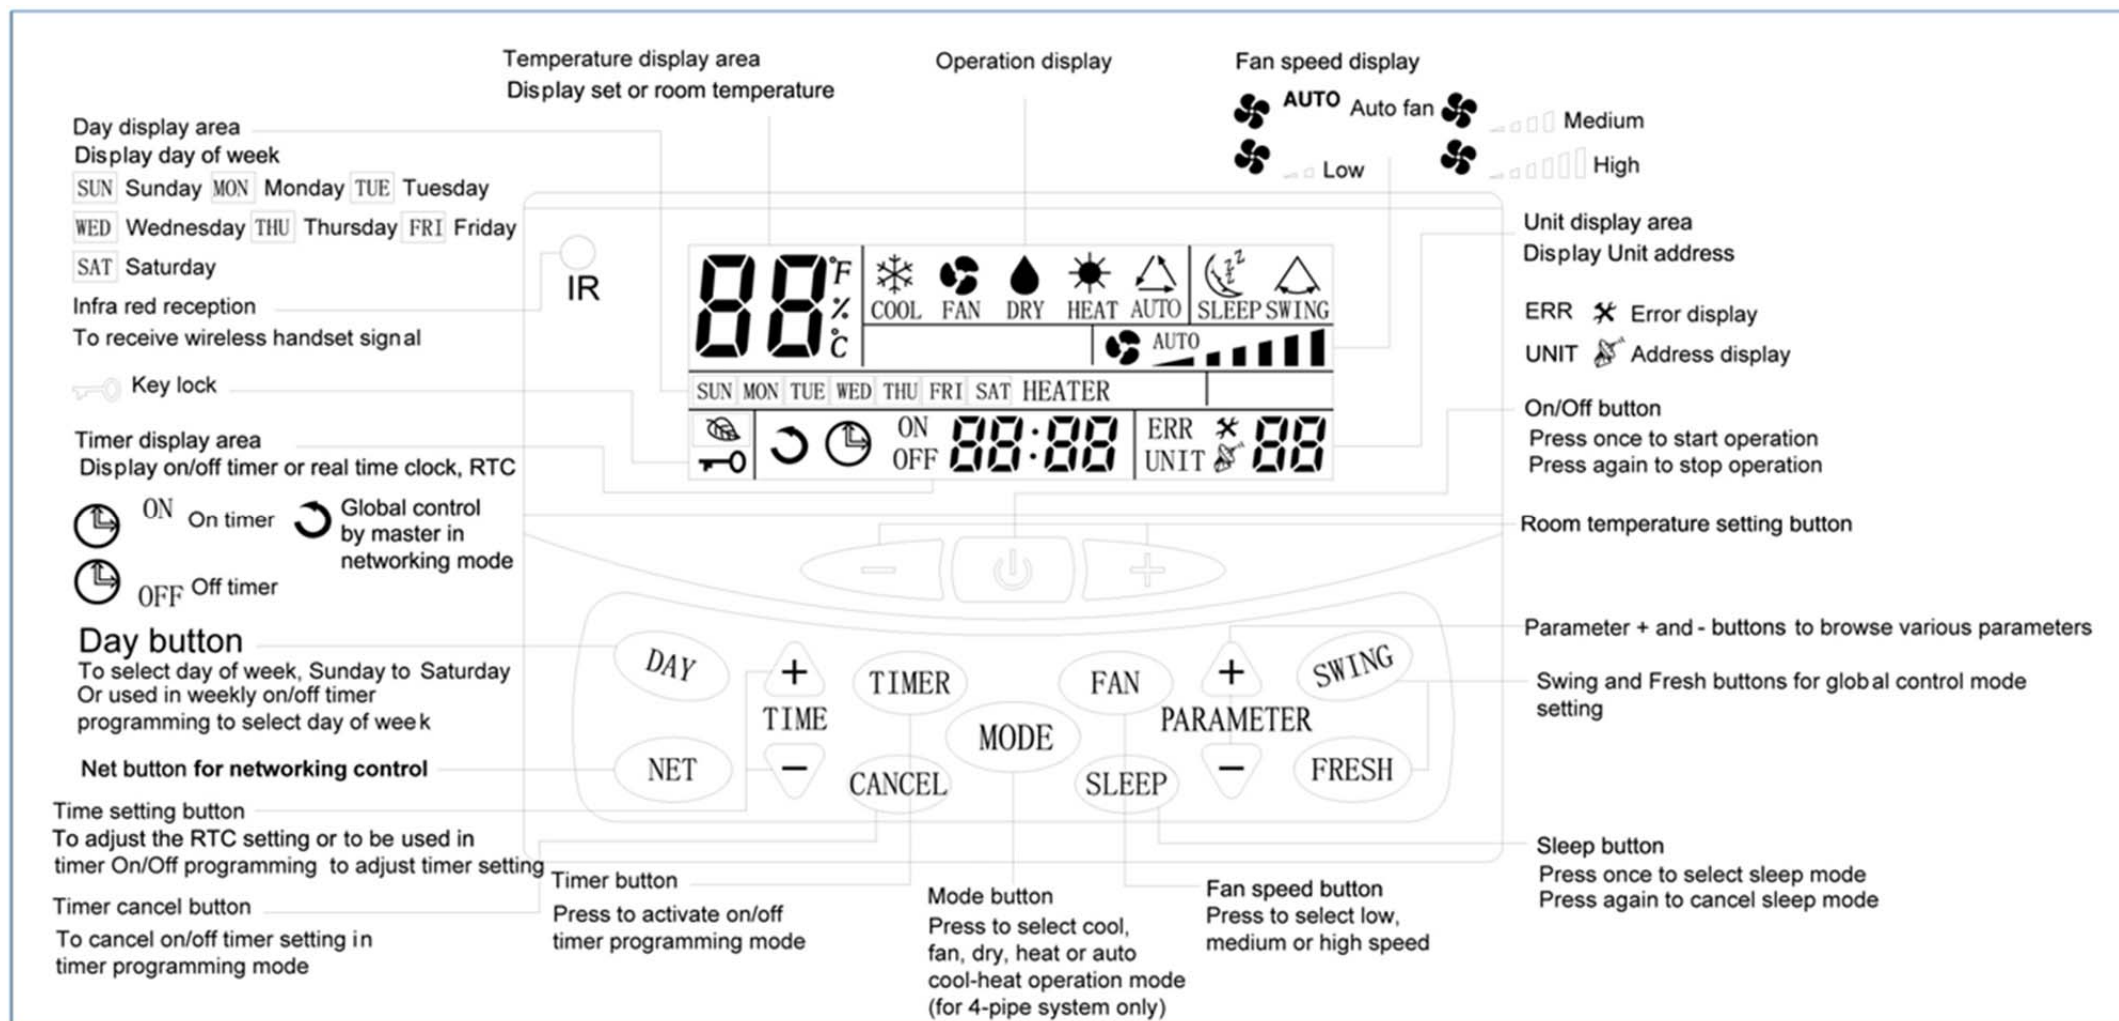 Temperature display area
Display set or room temperature
Operation display
Fan speed display
AUTO Auto fan
Medium
Low
High
Day display area
Display day of week
SUN Sunday MON Monday TUE Tuesday
WED Wednesday THU Thursday FRI Friday
SAT Saturday
Infra red reception
To receive wireless handset signal
Key lock
Timer display area
Display on/off timer or real time clock, RTC
ON On timer
Global control
by master in
networking mode
OFF Off timer
Day button
To select day of week, Sunday to Saturday
Or used in weekly on/off timer
programming to select day of week
Net button for networking control
Time setting button
To adjust the RTC setting or to be used in
timer On/Off programming to adjust timer setting
Timer cancel button
To cancel on/off timer setting in
timer programming mode
IR
88 °F % °C
COOL FAN DRY HEAT AUTO SLEEP SWING
AUTO
SUN MON TUE WED THU FRI SAT HEATER
ON
OFF
88:88
ERR
UNIT
88
Unit display area
Display Unit address
ERR Error display
UNIT Address display
On/Off button
Press once to start operation
Press again to stop operation
Room temperature setting button
Parameter + and - buttons to browse various parameters
Swing and Fresh buttons for global control mode
setting
− +
DAY
+
TIME
−
TIMER
MODE
FAN
+
PARAMETER
−
SWING
NET
CANCEL
SLEEP
FRESH
Timer button
Press to activate on/off
timer programming mode
Mode button
Press to select cool,
fan, dry, heat or auto
cool-heat operation mode
(for 4-pipe system only)
Fan speed button
Press to select low,
medium or high speed
Sleep button
Press once to select sleep mode
Press again to cancel sleep mode